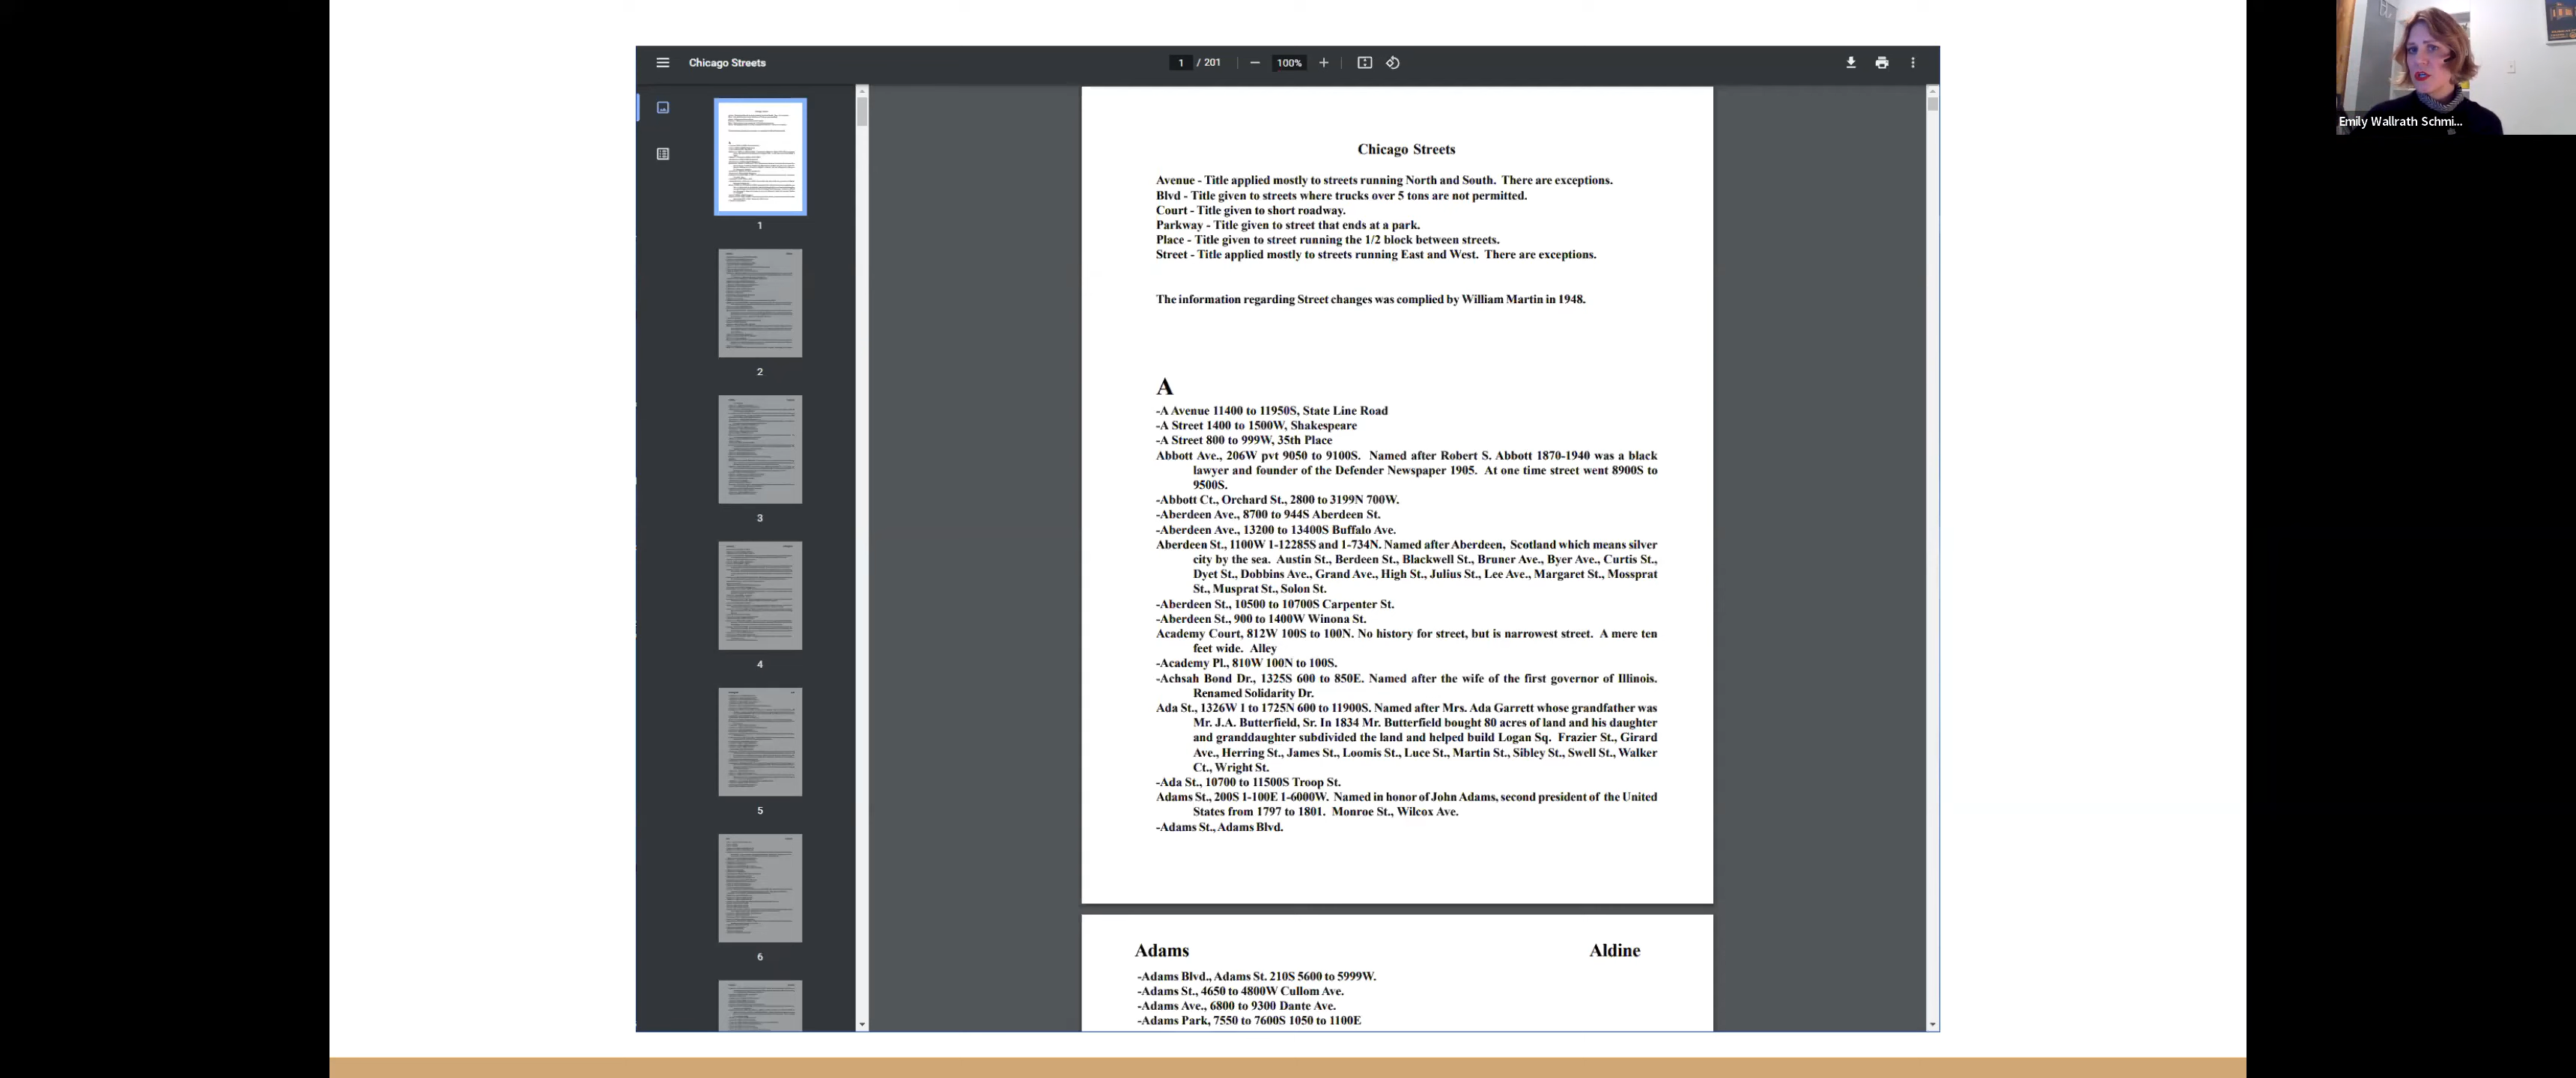 Chicago Streets
1 / 201
100%
Emily Wallrath Schmi...
1
2
3
4
5
6
Chicago Streets
Avenue - Title applied mostly to streets running North and South. There are exceptions.
Blvd - Title given to streets where trucks over 5 tons are not permitted.
Court - Title given to short roadway.
Parkway - Title given to street that ends at a park.
Place - Title given to street running the 1/2 block between streets.
Street - Title applied mostly to streets running East and West. There are exceptions.
The information regarding Street changes was complied by William Martin in 1948.
A
-A Avenue 11400 to 11950S, State Line Road
-A Street 1400 to 1500W, Shakespeare
-A Street 800 to 999W, 35th Place
Abbott Ave., 206W pvt 9050 to 9100S. Named after Robert S. Abbott 1870-1940 was a black
lawyer and founder of the Defender Newspaper 1905. At one time street went 8900S to
9500S.
-Abbott Ct., Orchard St., 2800 to 3199N 700W.
-Aberdeen Ave., 8700 to 944S Aberdeen St.
-Aberdeen Ave., 13200 to 13400S Buffalo Ave.
Aberdeen St., 1100W 1-12285S and 1-734N. Named after Aberdeen, Scotland which means silver
city by the sea. Austin St., Berdeen St., Blackwell St., Bruner Ave., Byer Ave., Curtis St.,
Dyet St., Dobbins Ave., Grand Ave., High St., Julius St., Lee Ave., Margaret St., Mossprat
St., Musprat St., Solon St.
-Aberdeen St., 10500 to 10700S Carpenter St.
-Aberdeen St., 900 to 1400W Winona St.
Academy Court, 812W 100S to 100N. No history for street, but is narrowest street. A mere ten
feet wide. Alley
-Academy Pl., 810W 100N to 100S.
-Achsah Bond Dr., 1325S 600 to 850E. Named after the wife of the first governor of Illinois.
Renamed Solidarity Dr.
Ada St., 1326W 1 to 1725N 600 to 11900S. Named after Mrs. Ada Garrett whose grandfather was
Mr. J.A. Butterfield, Sr. In 1834 Mr. Butterfield bought 80 acres of land and his daughter
and granddaughter subdivided the land and helped build Logan Sq. Frazier St., Girard
Ave., Herring St., James St., Loomis St., Luce St., Martin St., Sibley St., Swell St., Walker
Ct., Wright St.
-Ada St., 10700 to 11500S Troop St.
Adams St., 200S 1-100E 1-6000W. Named in honor of John Adams, second president of the United
States from 1797 to 1801. Monroe St., Wilcox Ave.
-Adams St., Adams Blvd.
Adams Aldine
-Adams Blvd., Adams St. 210S 5600 to 5999W.
-Adams St., 4650 to 4800W Cullom Ave.
-Adams Ave., 6800 to 9300 Dante Ave.
-Adams Park, 7550 to 7600S 1050 to 1100E